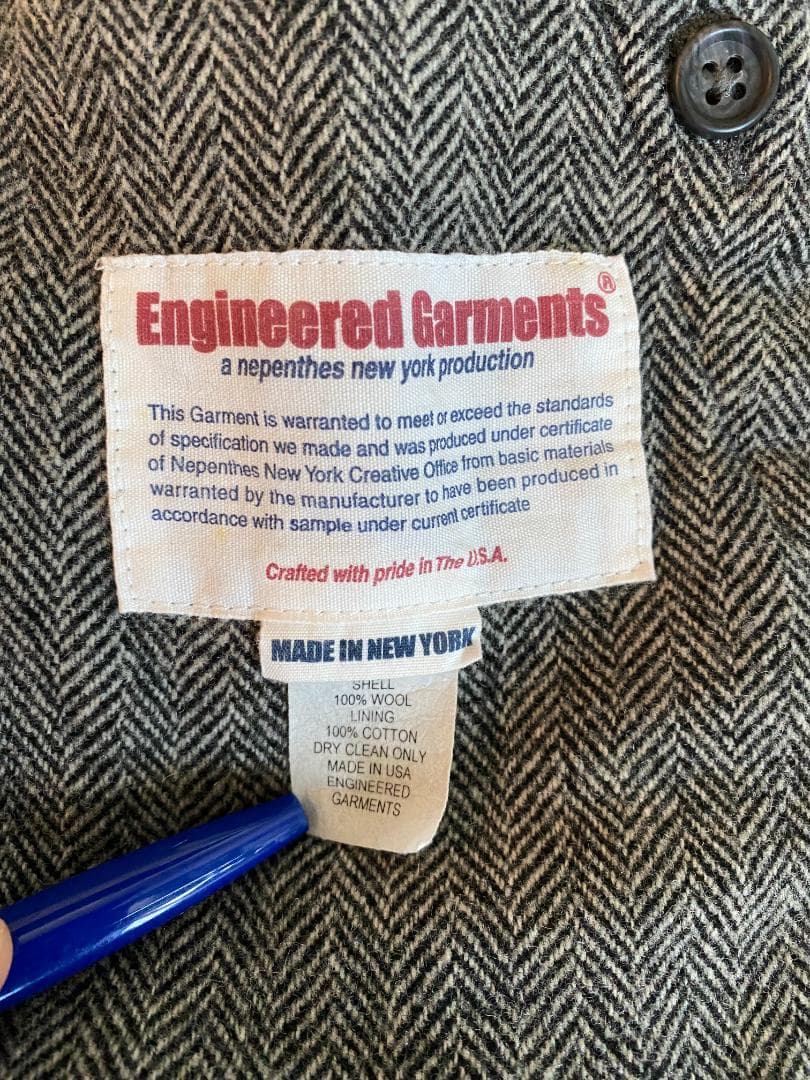 Engineered Garments®
a nepenthes new york production
This Garment is warranted to meet or exceed the standards
of specification we made and was produced under certificate
of Nepenthes New York Creative Office from basic materials
warranted by the manufacturer to have been produced in
accordance with sample under current certificate
Crafted with pride in The U.S.A.
MADE IN NEW YORK
SHELL
100% WOOL
LINING
100% COTTON
DRY CLEAN ONLY
MADE IN USA
ENGINEERED
GARMENTS